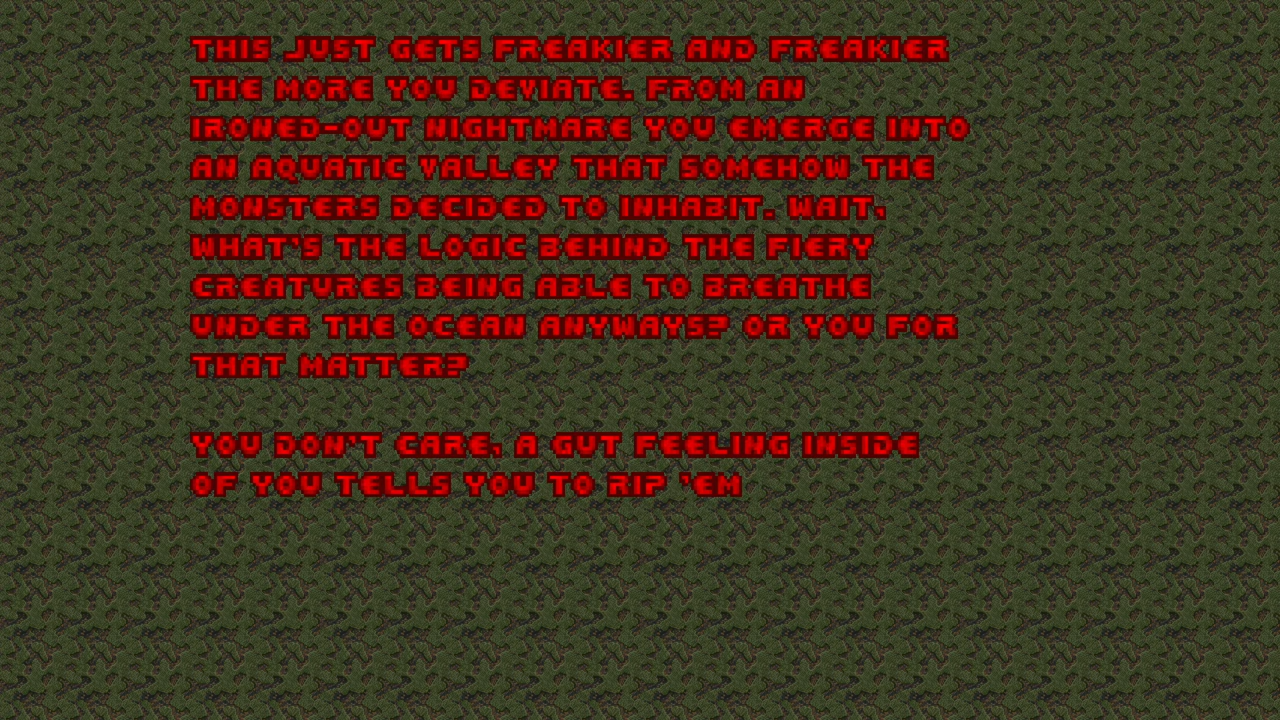 THIS JUST GETS FREAKIER AND FREAKIER
THE MORE YOU DEVIATE. FROM AN
IRONED-OUT NIGHTMARE YOU EMERGE INTO
AN AQUATIC VALLEY THAT SOMEHOW THE
MONSTERS DECIDED TO INHABIT. WAIT,
WHAT'S THE LOGIC BEHIND THE FIERY
CREATURES BEING ABLE TO BREATHE
UNDER THE OCEAN ANYWAYS? OR YOU FOR
THAT MATTER?

YOU DON'T CARE, A GUT FEELING INSIDE
OF YOU TELLS YOU TO RIP 'EM